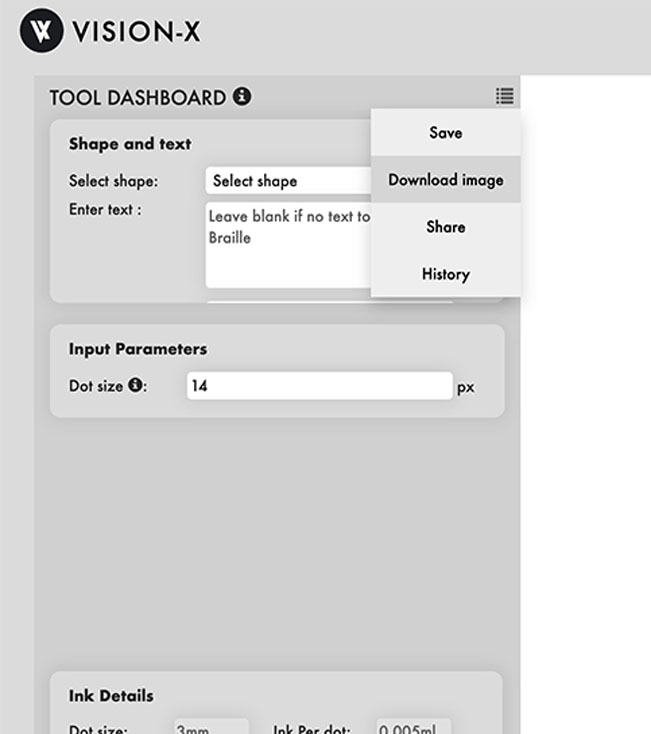 VISION-X
TOOL DASHBOARD
Shape and text
Select shape:
Select shape
Enter text :
Leave blank if no text to
Braille
Save
Download image
Share
History
Input Parameters
Dot size :
14
px
Ink Details
Dot size:
3mm
Ink Per dot:
0.005ml